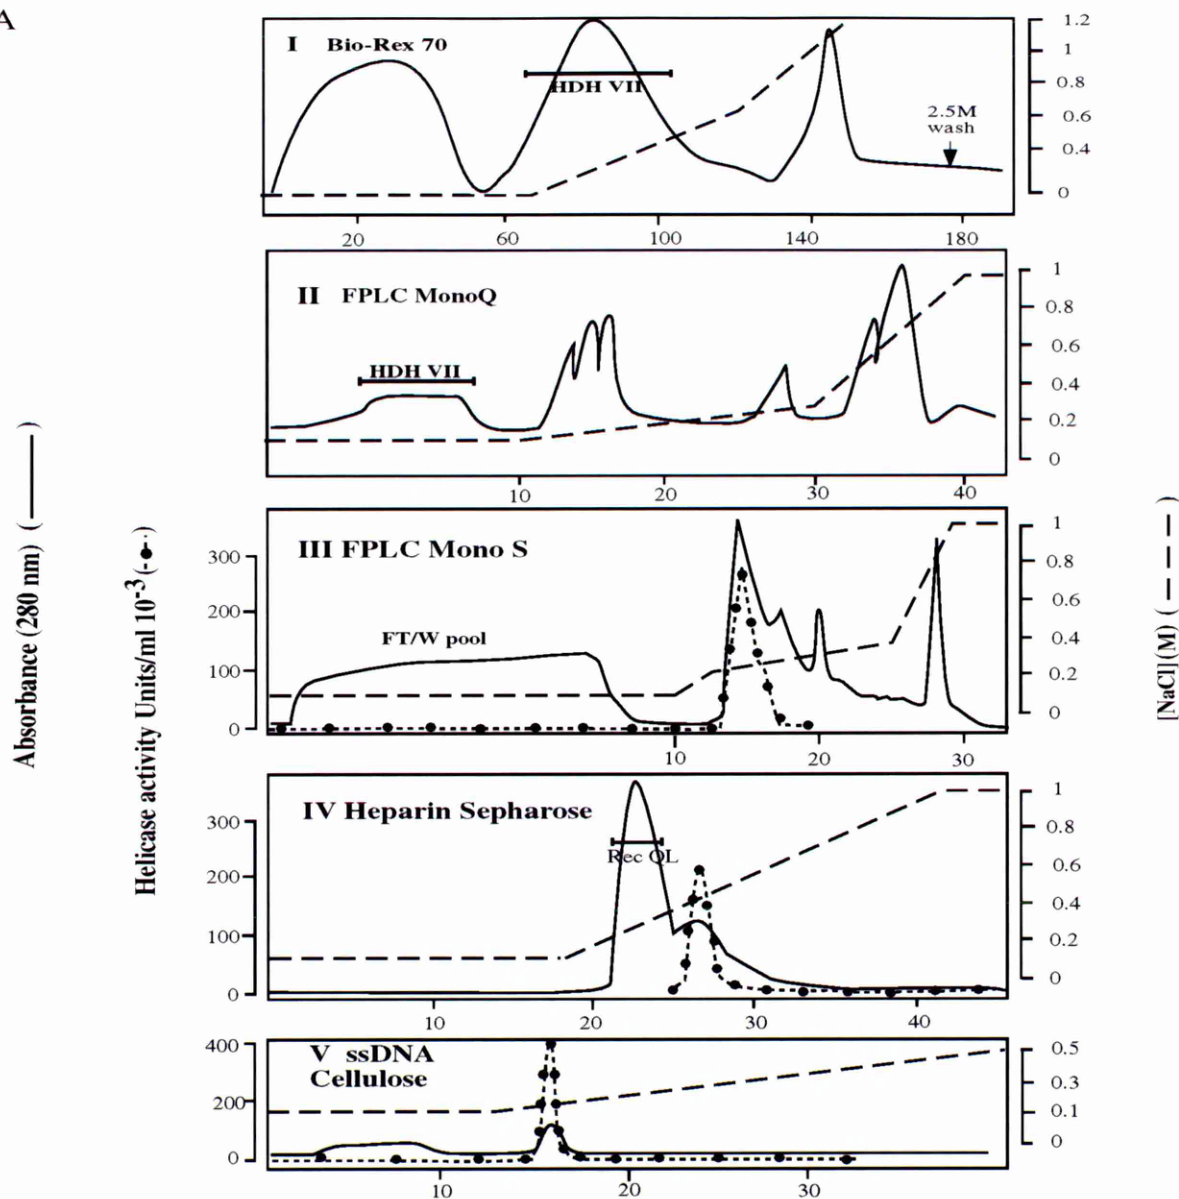 A
I Bio-Rex 70
HDH VII
2.5M
wash
1.2
1
0.8
0.6
0.4
0
20 60 100 140 180
II FPLC MonoQ
HDH VII
1
0.8
0.6
0.4
0.2
0
10 20 30 40
III FPLC Mono S
FT/W pool
300
200
100
0
1
0.8
0.6
0.4
0.2
0
10 20 30
IV Heparin Sepharose
Rec QL
300
200
100
0
1
0.8
0.6
0.4
0.2
0
10 20 30 40
V ssDNA
Cellulose
400
200
0
0.5
0.3
0.1
0
10 20 30
Absorbance (280 nm) (——)
Helicase activity Units/ml 10-3 (-●-)
[NaCl](M) (— — —)